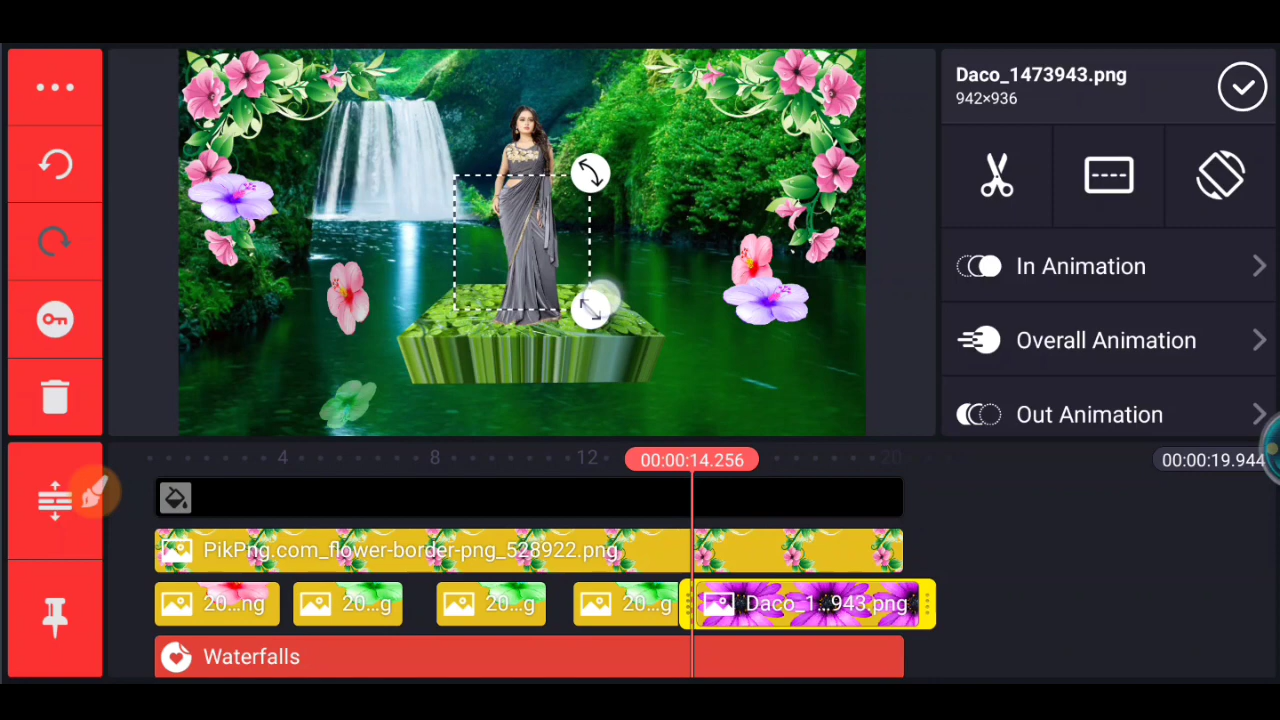 Daco_1473943.png
942×936
In Animation
Overall Animation
Out Animation
4
8
12
00:00:14.256
20
00:00:19.944
PikPng.com_flower-border-png_528922.png
20...ng
20...g
20...g
20...g
Daco_1...943.png
Waterfalls